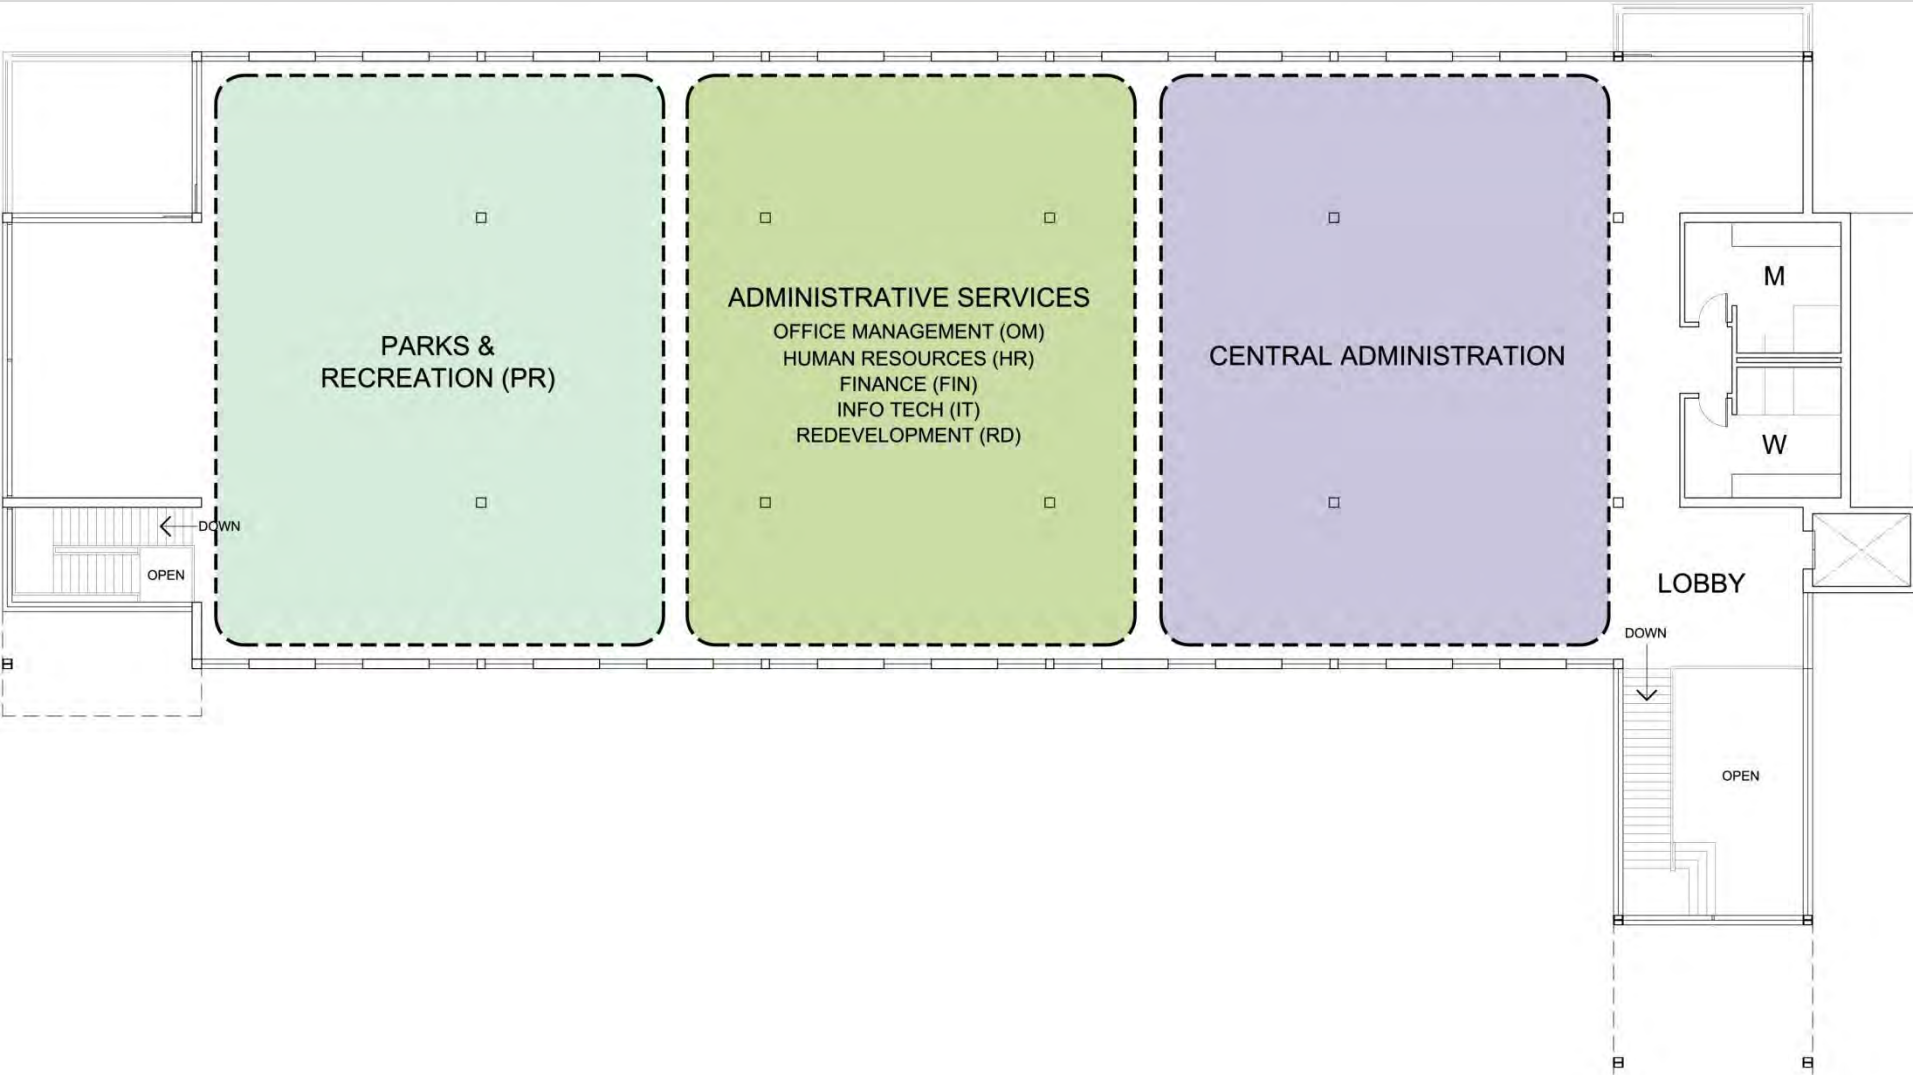 PARKS &
RECREATION (PR)
ADMINISTRATIVE SERVICES
OFFICE MANAGEMENT (OM)
HUMAN RESOURCES (HR)
FINANCE (FIN)
INFO TECH (IT)
REDEVELOPMENT (RD)
CENTRAL ADMINISTRATION
M
W
DOWN
OPEN
LOBBY
DOWN
OPEN